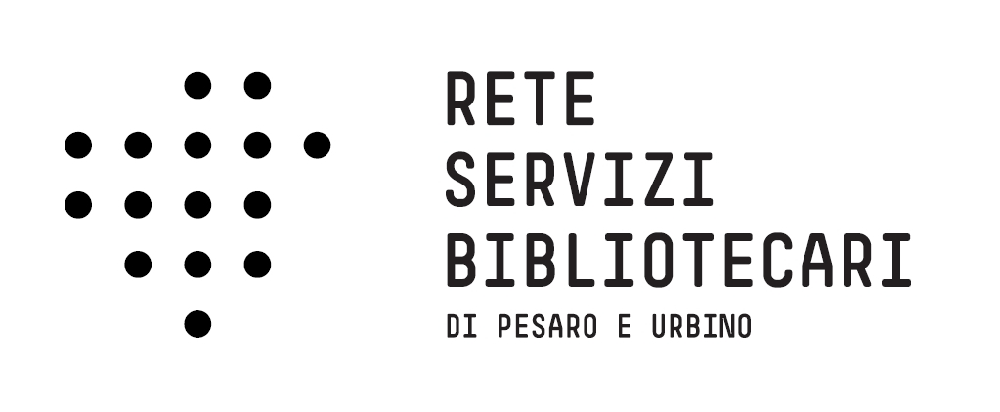 RETE
SERVIZI
BIBLIOTECARI
DI PESARO E URBINO